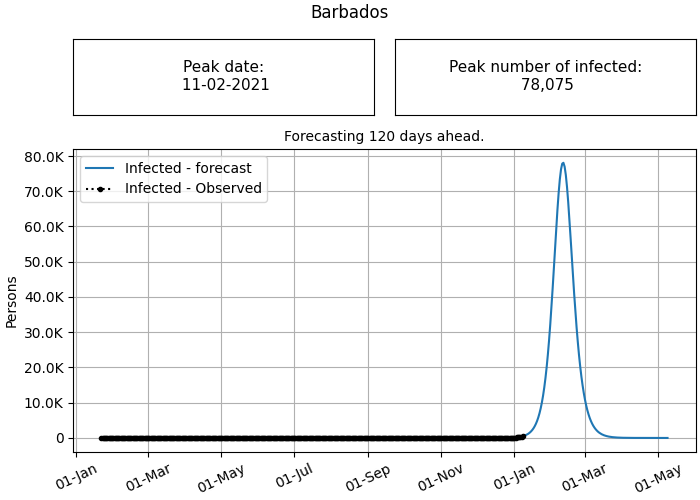 Barbados
Peak date:
11-02-2021
Peak number of infected:
78,075
Forecasting 120 days ahead.
Infected - forecast
Infected - Observed
Persons
80.0K
70.0K
60.0K
50.0K
40.0K
30.0K
20.0K
10.0K
0
01-Jan
01-Mar
01-May
01-Jul
01-Sep
01-Nov
01-Jan
01-Mar
01-May